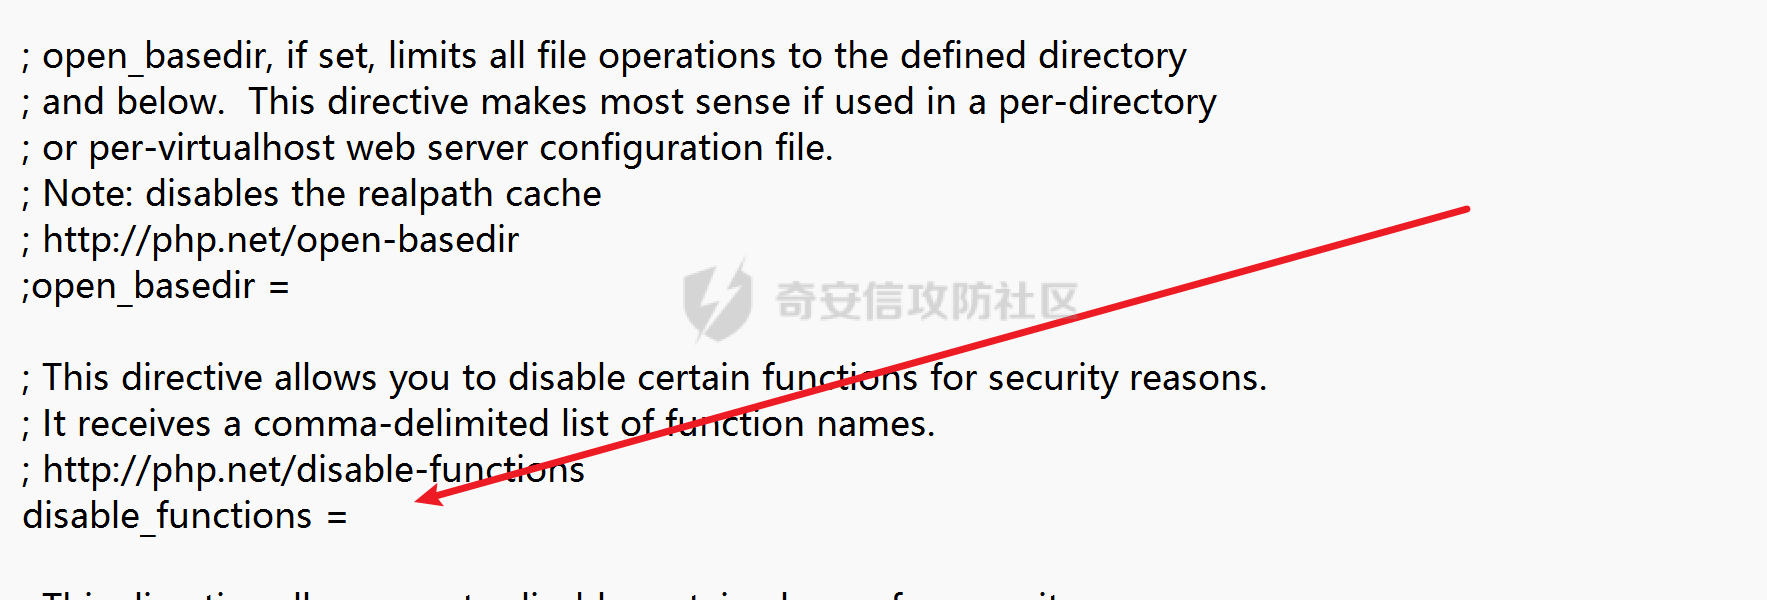 ; open_basedir, if set, limits all file operations to the defined directory
; and below.  This directive makes most sense if used in a per-directory
; or per-virtualhost web server configuration file.
; Note: disables the realpath cache
; http://php.net/open-basedir
;open_basedir =
奇安信攻防社区
; This directive allows you to disable certain functions for security reasons.
; It receives a comma-delimited list of function names.
; http://php.net/disable-functions
disable_functions =